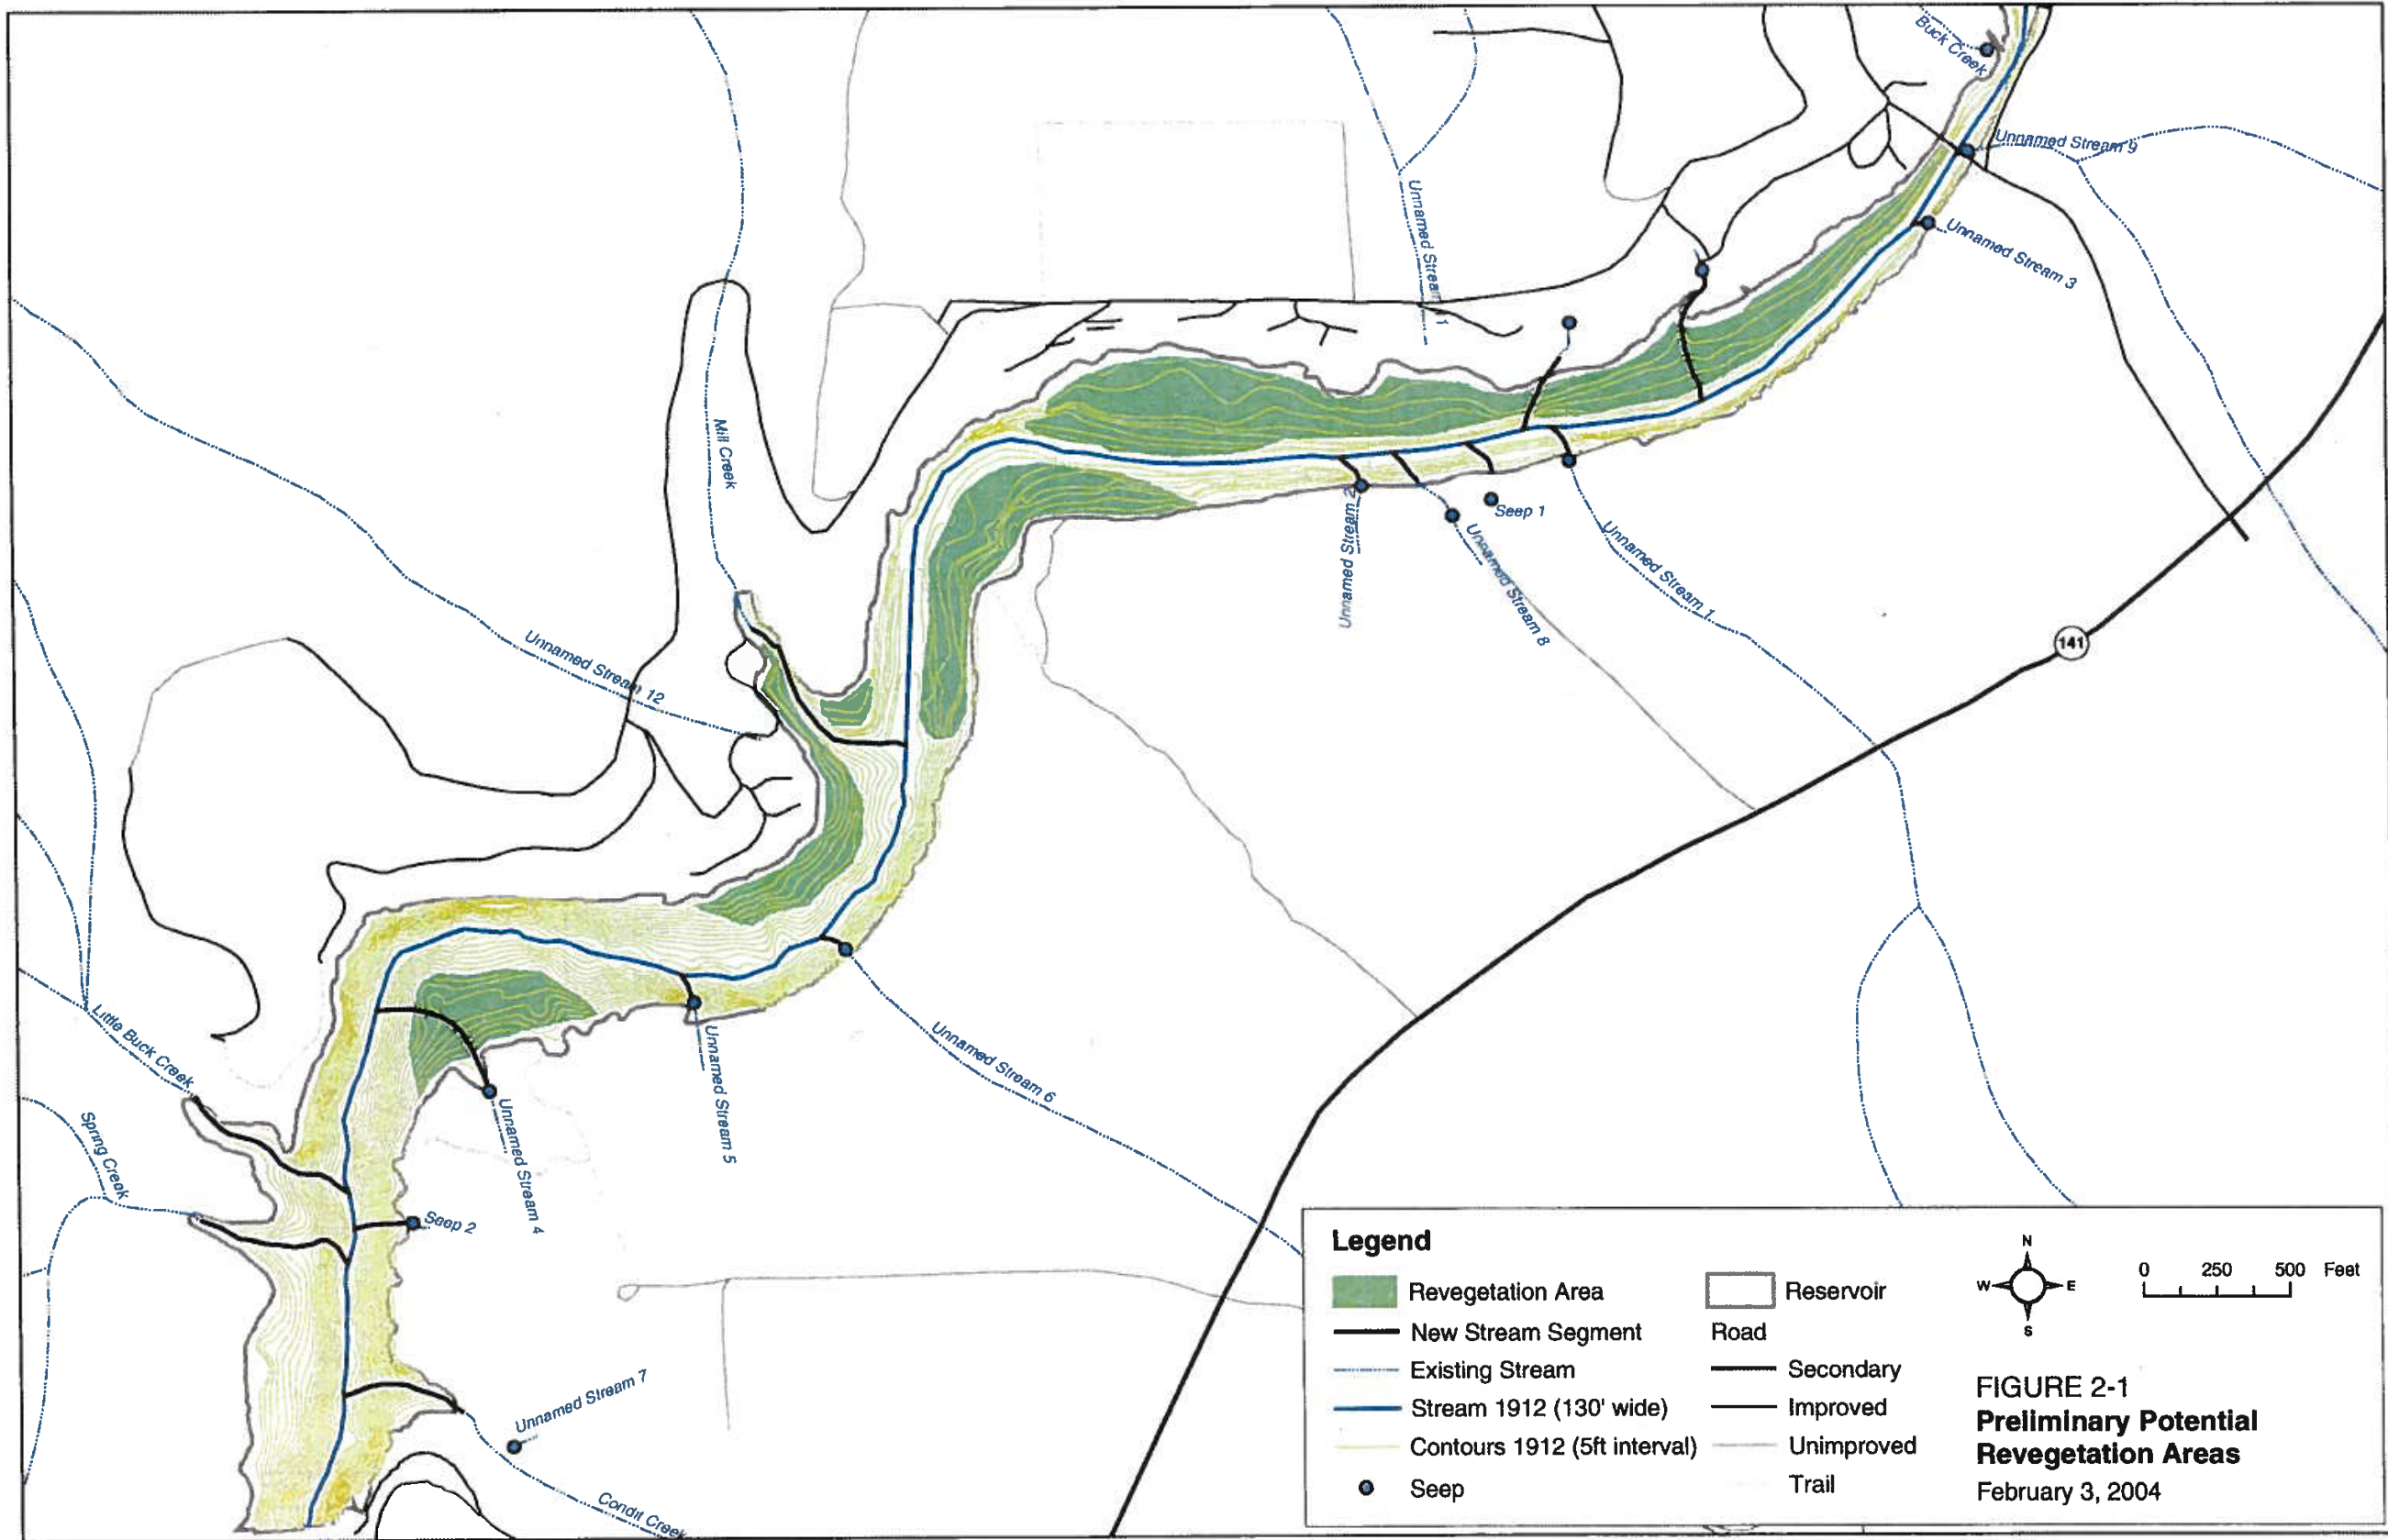 Buck Creek
Unnamed Stream 9
Unnamed Stream 3
Unnamed Stream 1
Mill Creek
Unnamed Stream 2
Unnamed Stream 8
Seep 1
Unnamed Stream 1
141
Unnamed Stream 12
Little Buck Creek
Spring Creek
Unnamed Stream 4
Unnamed Stream 5
Unnamed Stream 6
Seep 2
Unnamed Stream 7
Condit Creek
Legend
Revegetation Area
New Stream Segment
Existing Stream
Stream 1912 (130' wide)
Contours 1912 (5ft interval)
Seep
Reservoir
Road
Secondary
Improved
Unimproved
Trail
N
W E
S
0 250 500 Feet
FIGURE 2-1
Preliminary Potential
Revegetation Areas
February 3, 2004